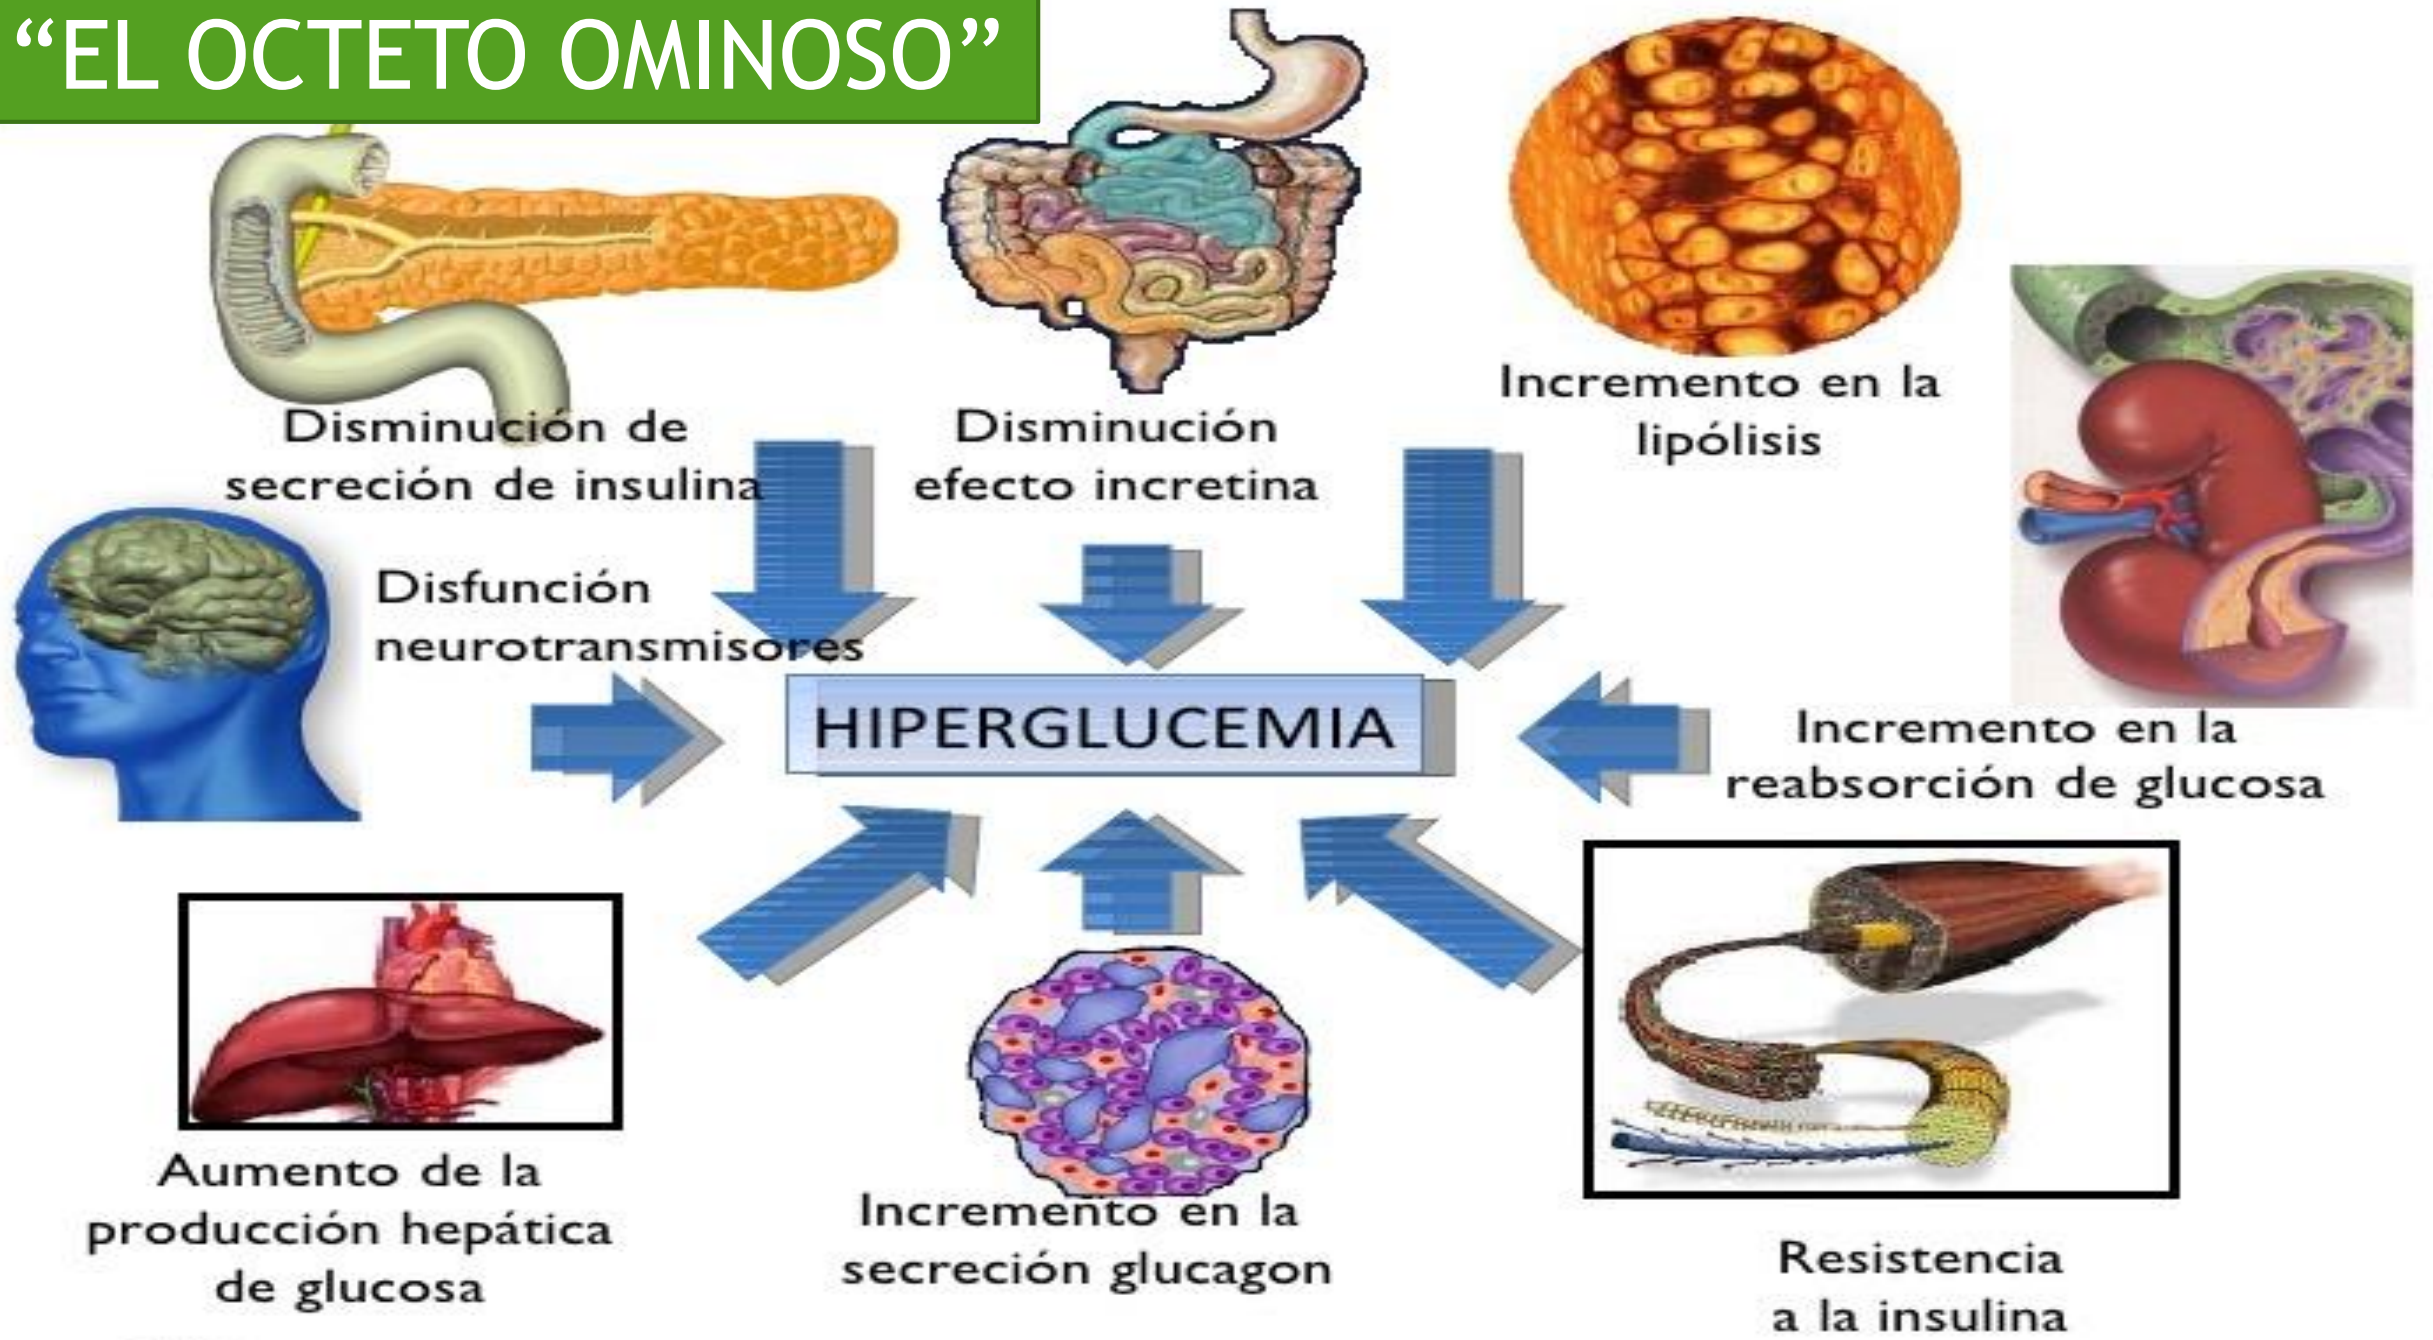 “EL OCTETO OMINOSO”
Disminución de
secreción de insulina
Disminución
efecto incretina
Incremento en la
lipólisis
Disfunción
neurotransmisores
HIPERGLUCEMIA
Incremento en la
reabsorción de glucosa
Aumento de la
producción hepática
de glucosa
Incremento en la
secreción glucagon
Resistencia
a la insulina